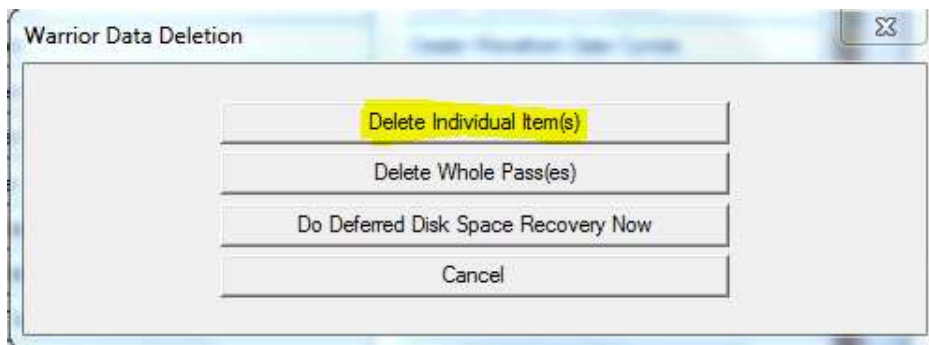 Warrior Data Deletion
Delete Individual Item(s)
Delete Whole Pass(es)
Do Deferred Disk Space Recovery Now
Cancel